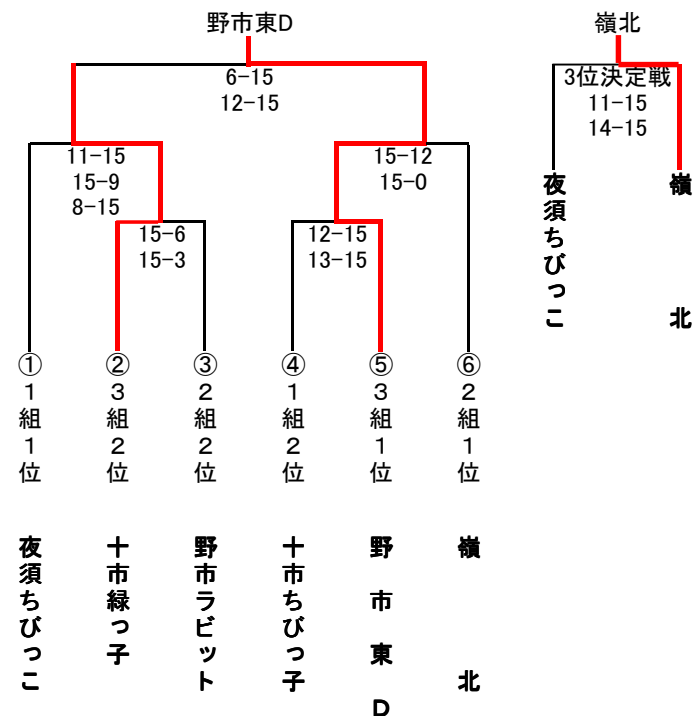 野市東D
6-15
12-15
11-15
15-9
8-15
15-12
15-0
15-6
15-3
12-15
13-15
①1組1位
②3組2位
③2組2位
④1組2位
⑤3組1位
⑥2組1位
夜須ちびっこ
十市緑っ子
野市ラビット
十市ちびっ子
野市東D
嶺北
嶺北
3位決定戦
11-15
14-15
夜須ちびっこ
嶺北